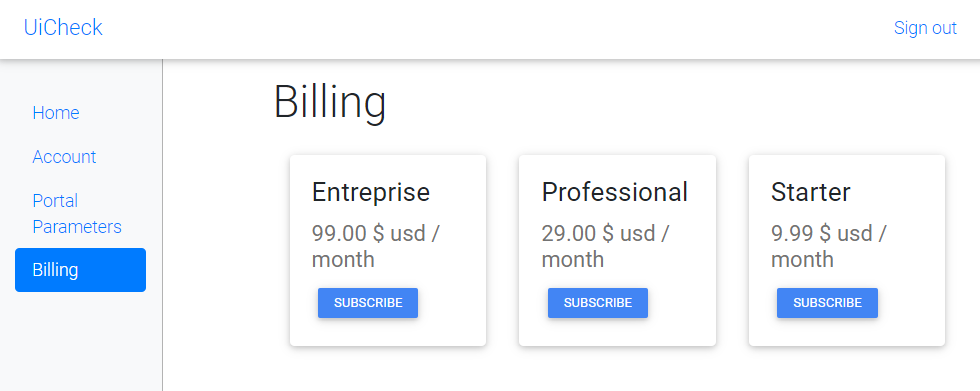 UiCheck
Sign out
Home
Account
Portal
Parameters
Billing
Billing
Entreprise
99.00 $ usd /
month
SUBSCRIBE
Professional
29.00 $ usd /
month
SUBSCRIBE
Starter
9.99 $ usd /
month
SUBSCRIBE